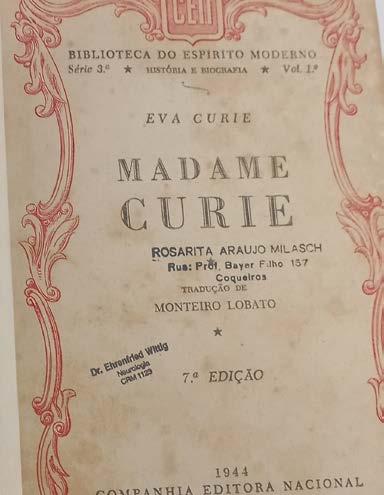 CEN
BIBLIOTECA DO ESPÍRITO MODERNO
Série 3.ª ★ HISTÓRIA E BIOGRAFIA ★ Vol. 1.º
EVA CURIE
MADAME
CURIE
ROSARITA ARAUJO MILASCH
Rua: Prof. Bayer Filho 157
Coqueiros
TRADUÇÃO DE
MONTEIRO LOBATO
★
Dr. Ehrenfried Wittig
Neurologia
CRM 1129
7.ª EDIÇÃO
1944
COMPANHIA EDITORA NACIONAL